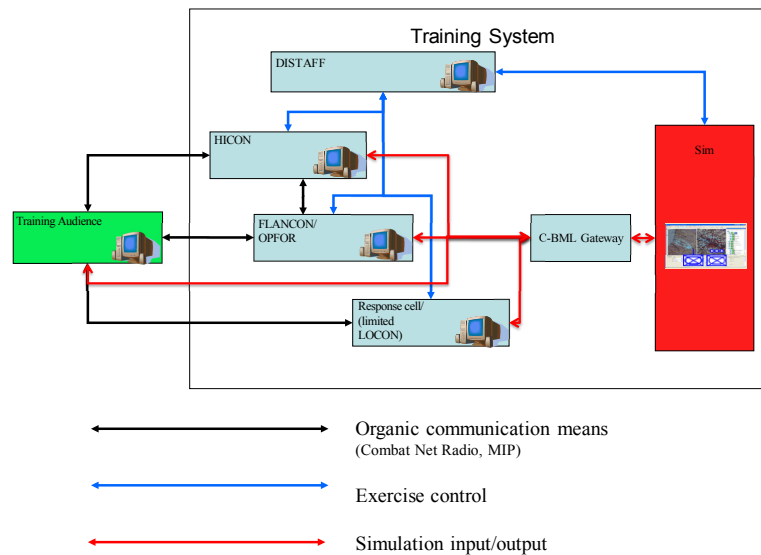 Training System
DISTAFF
HICON
Sim
Training Audience
FLANCON/
OPFOR
C-BML Gateway
Response cell/
(limited
LOCON)
Organic communication means
(Combat Net Radio, MIP)
Exercise control
Simulation input/output